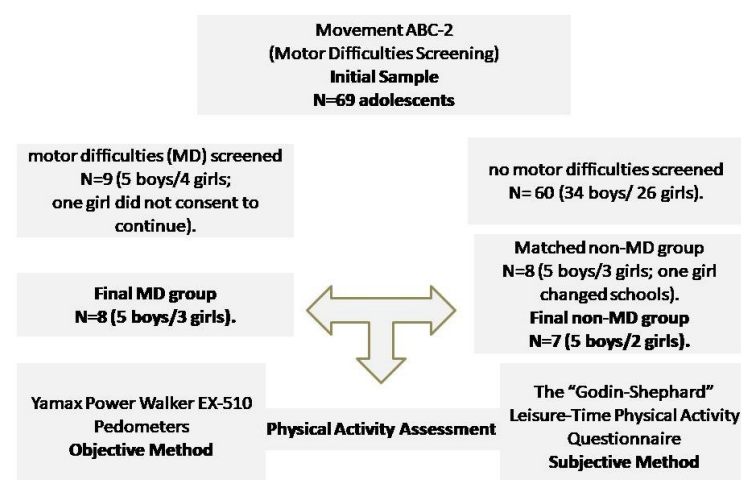 Movement ABC-2
(Motor Difficulties Screening)
Initial Sample
N=69 adolescents
motor difficulties (MD) screened
N=9 (5 boys/4 girls;
one girl did not consent to
continue).
no motor difficulties screened
N= 60 (34 boys/ 26 girls).
Matched non-MD group
N=8 (5 boys/3 girls; one girl
changed schools).
Final non-MD group
N=7 (5 boys/2 girls).
Final MD group
N=8 (5 boys/3 girls).
Yamax Power Walker EX-510
Pedometers
Objective Method
Physical Activity Assessment
The “Godin-Shephard”
Leisure-Time Physical Activity
Questionnaire
Subjective Method